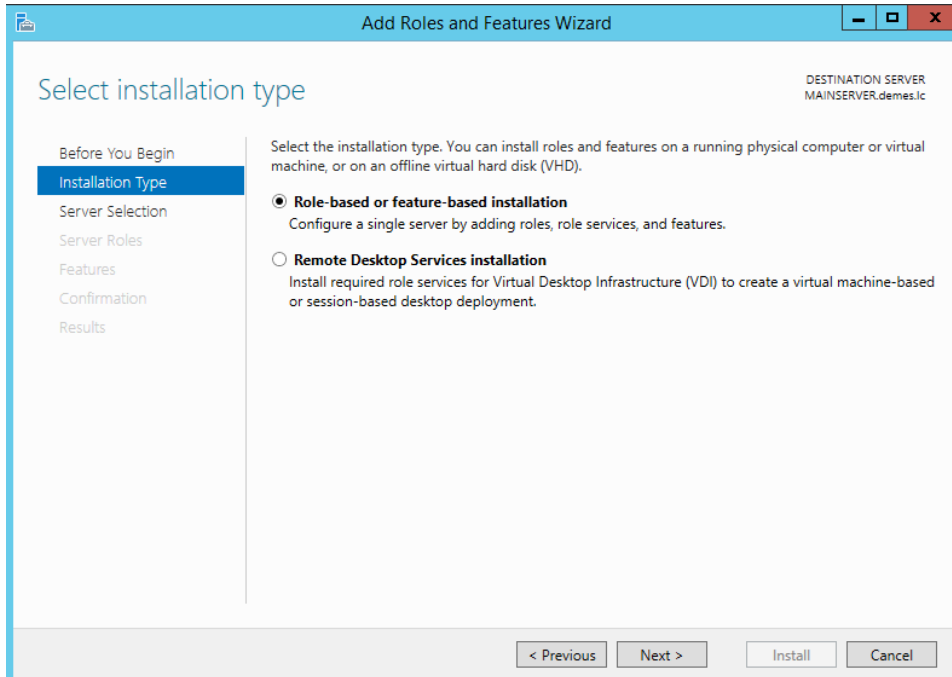 Add Roles and Features Wizard
Select installation type
DESTINATION SERVER
MAINSERVER.demes.lc
Before You Begin
Installation Type
Server Selection
Server Roles
Features
Confirmation
Results
Select the installation type. You can install roles and features on a running physical computer or virtual
machine, or on an offline virtual hard disk (VHD).
Role-based or feature-based installation
Configure a single server by adding roles, role services, and features.
Remote Desktop Services installation
Install required role services for Virtual Desktop Infrastructure (VDI) to create a virtual machine-based
or session-based desktop deployment.
< Previous
Next >
Install
Cancel